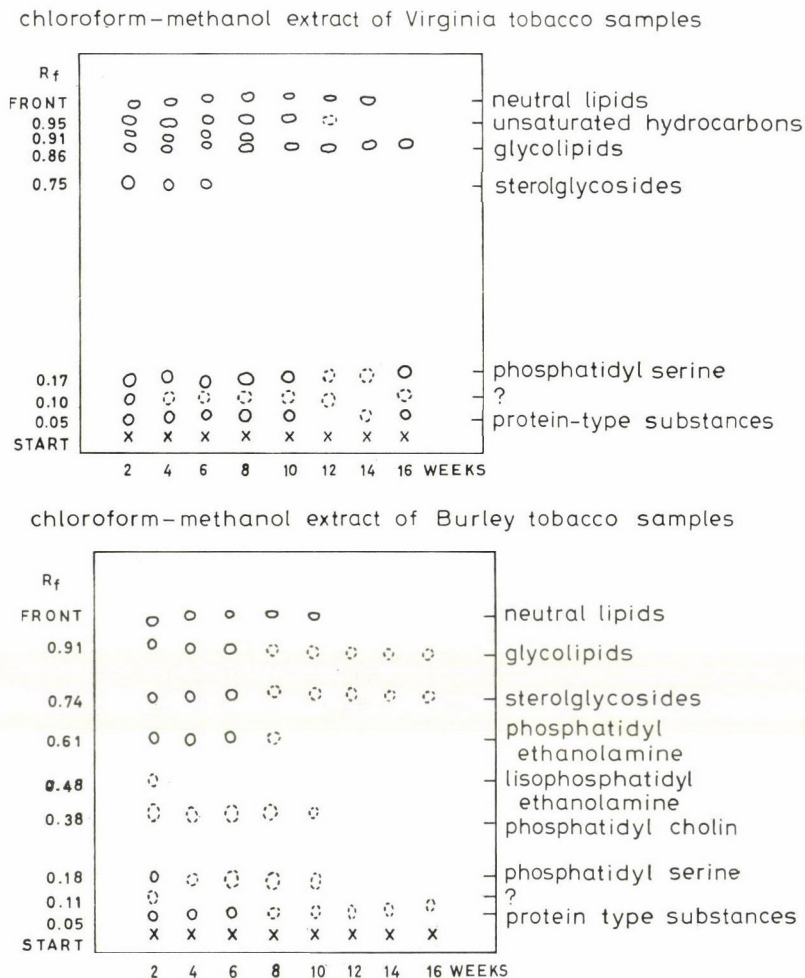 chloroform-methanol extract of Virginia tobacco samples
Rf
FRONT
neutral lipids
0.95
unsaturated hydrocarbons
0.91
0.86
glycolipids
0.75
sterolglycosides
0.17
phosphatidyl serine
0.10
?
0.05
protein-type substances
START
X X X X X X X X
2 4 6 8 10 12 14 16 WEEKS
chloroform-methanol extract of Burley tobacco samples
Rf
FRONT
neutral lipids
0.91
glycolipids
0.74
sterolglycosides
0.61
phosphatidyl
ethanolamine
0.48
lisophosphatidyl
ethanolamine
0.38
phosphatidyl cholin
0.18
phosphatidyl serine
0.11
?
0.05
protein type substances
START
X X X X X X X X
2 4 6 8 10 12 14 16 WEEKS